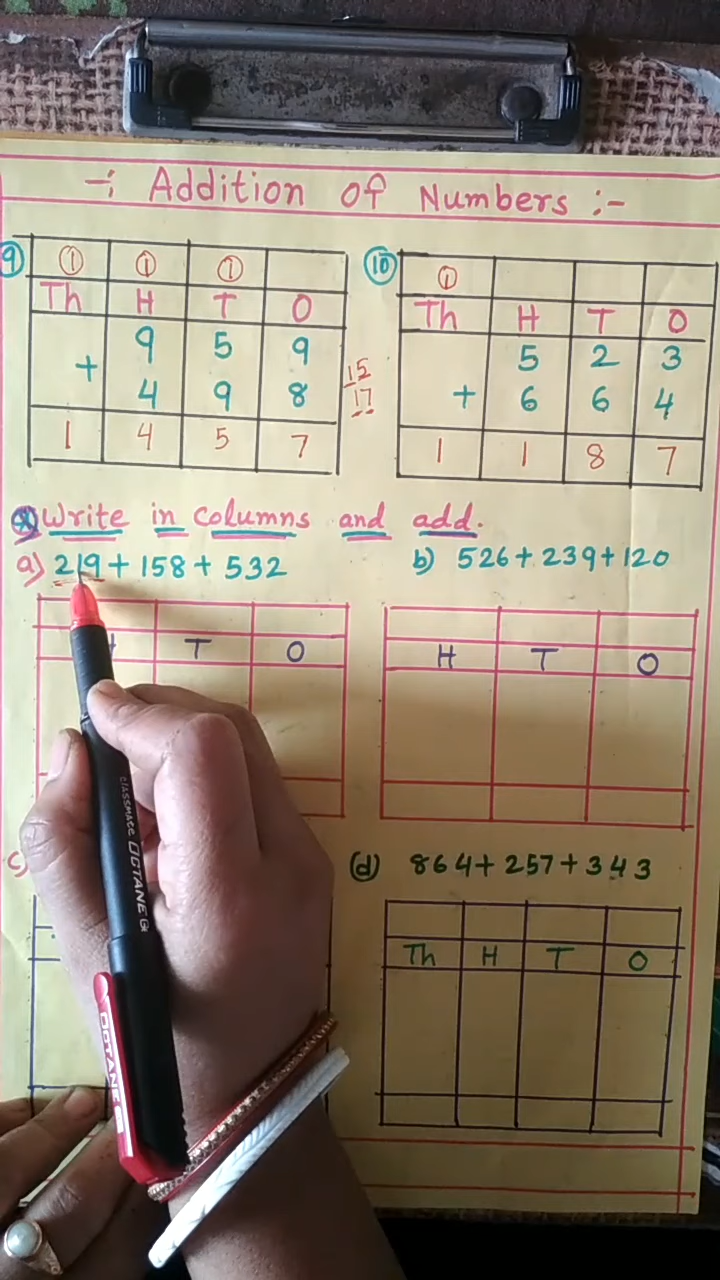 -: Addition of Numbers :-
9 ① ① ①
Th H T O
9 5 9
+ 4 9 8
1 4 5 7
15
17
10 ①
Th H T O
5 2 3
+ 6 6 4
1 1 8 7
Write in columns and add.
a) 219 + 158 + 532
b) 526 + 239 + 120
T O
H T O
c)
(d) 864 + 257 + 343
Th H T O
classmate OCTANE Gel
OCTANE